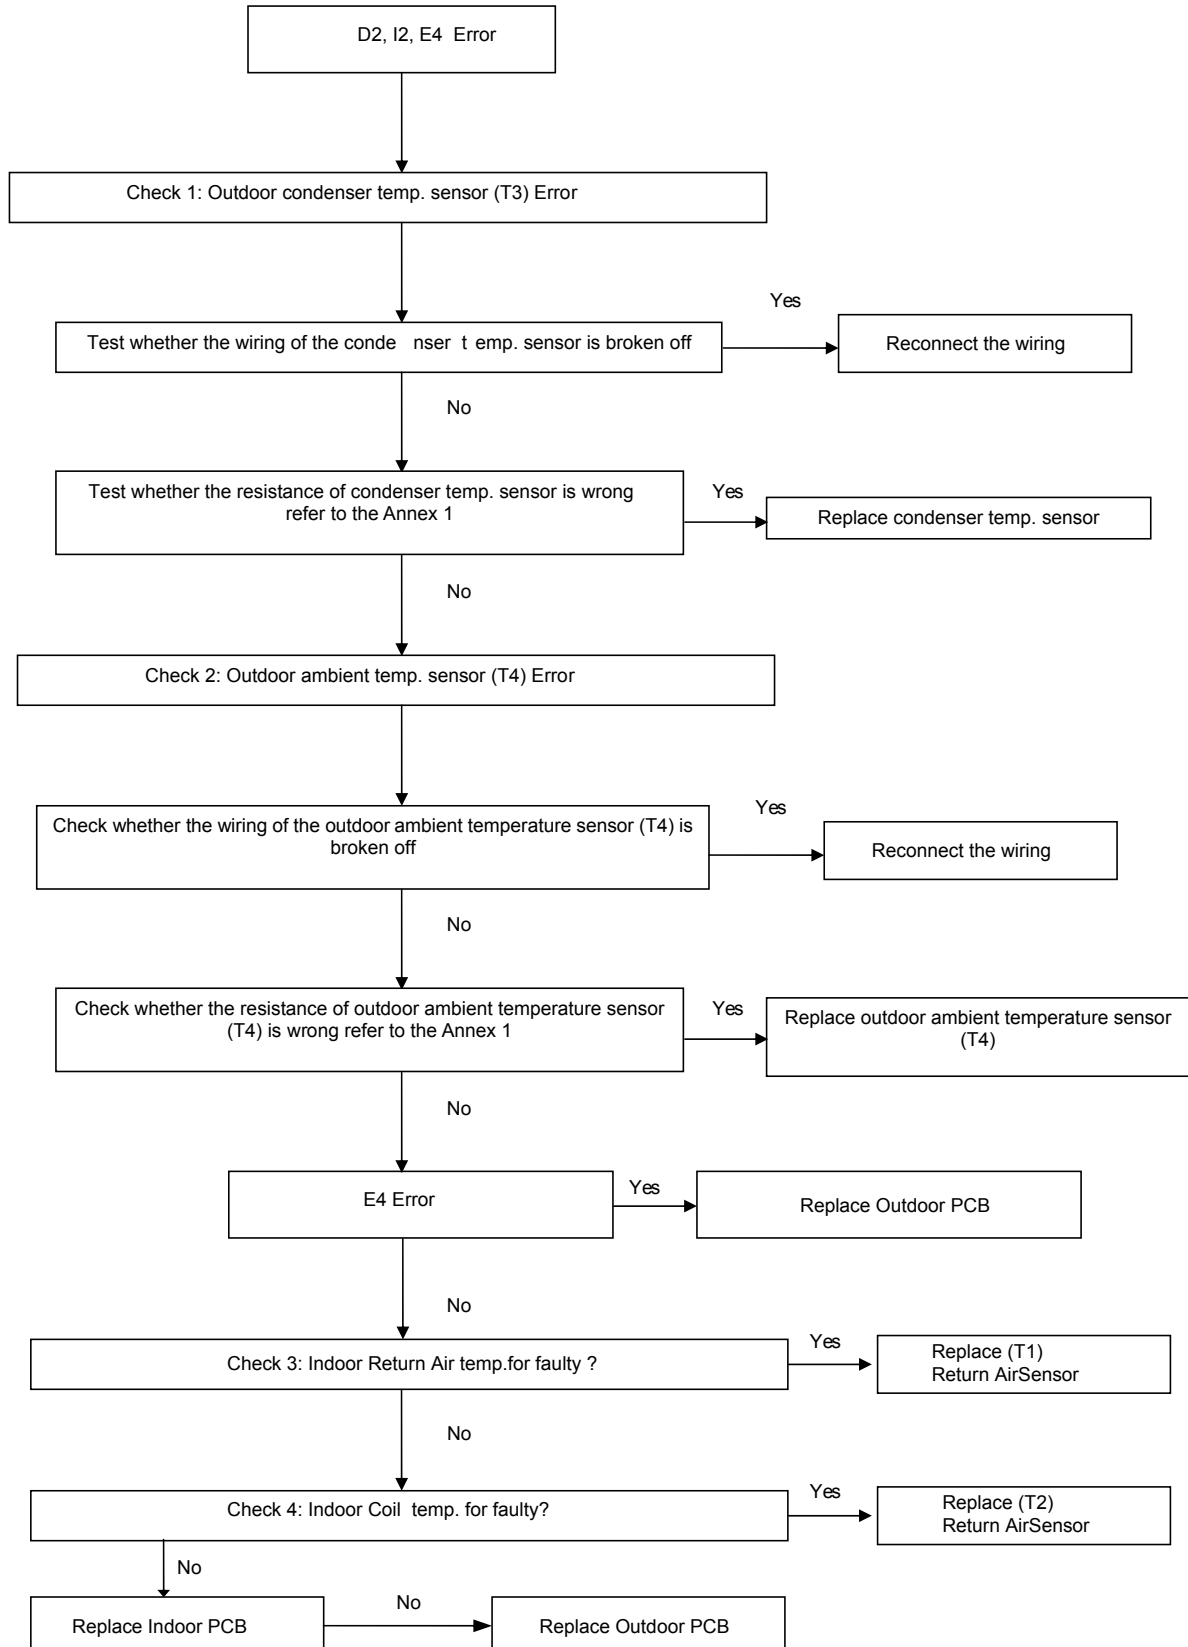 D2, I2, E4 Error
Check 1: Outdoor condenser temp. sensor (T3) Error
Yes
Test whether the wiring of the conde nser t emp. sensor is broken off
Reconnect the wiring
No
Test whether the resistance of condenser temp. sensor is wrong
refer to the Annex 1
Yes
Replace condenser temp. sensor
No
Check 2: Outdoor ambient temp. sensor (T4) Error
Yes
Check whether the wiring of the outdoor ambient temperature sensor (T4) is
broken off
Reconnect the wiring
No
Check whether the resistance of outdoor ambient temperature sensor
(T4) is wrong refer to the Annex 1
Yes
Replace outdoor ambient temperature sensor
(T4)
No
E4 Error
Yes
Replace Outdoor PCB
No
Check 3: Indoor Return Air temp.for faulty ?
Yes
Replace (T1)
Return AirSensor
No
Check 4: Indoor Coil temp. for faulty?
Yes
Replace (T2)
Return AirSensor
No
Replace Indoor PCB
No
Replace Outdoor PCB